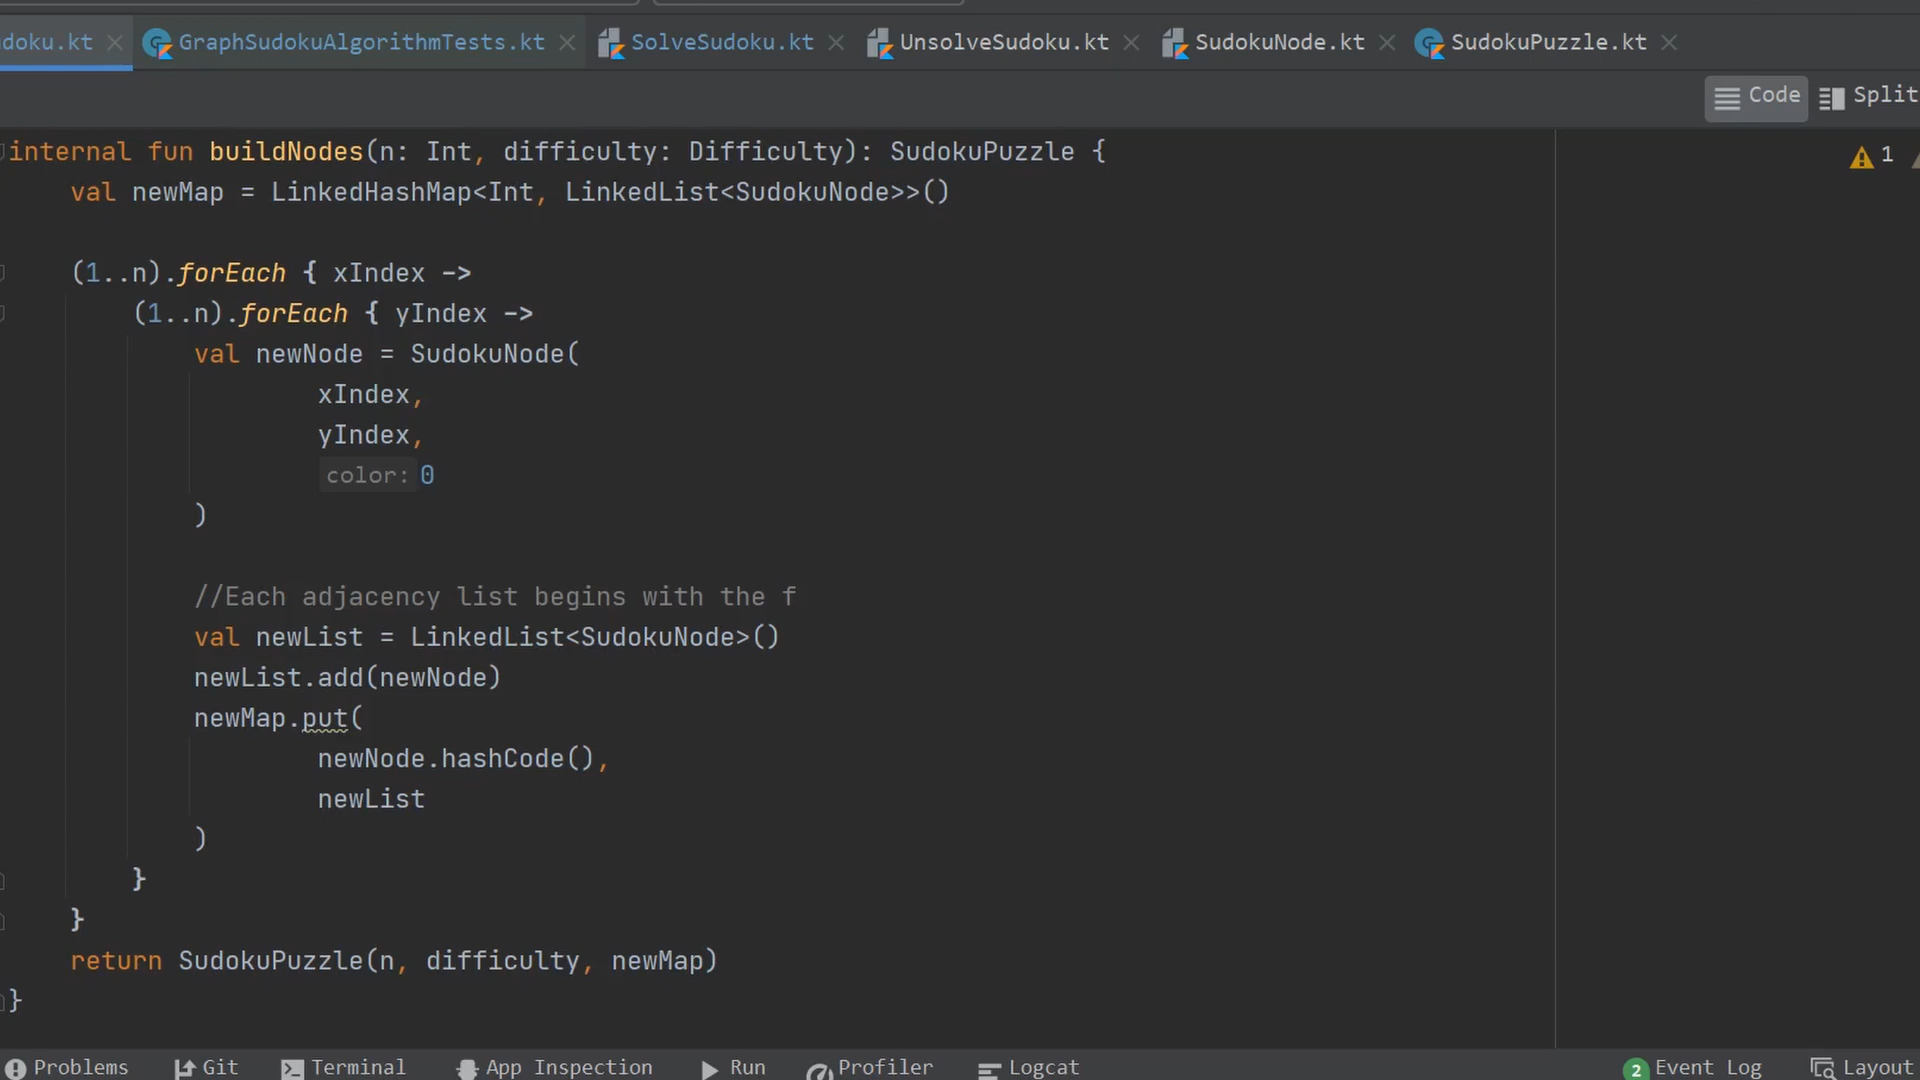 doku.kt GraphSudokuAlgorithmTests.kt SolveSudoku.kt UnsolveSudoku.kt SudokuNode.kt SudokuPuzzle.kt
Code Split
internal fun buildNodes(n: Int, difficulty: Difficulty): SudokuPuzzle {
1
val newMap = LinkedHashMap<Int, LinkedList<SudokuNode>>()
(1..n).forEach { xIndex ->
(1..n).forEach { yIndex ->
val newNode = SudokuNode(
xIndex,
yIndex,
color: 0
)
//Each adjacency list begins with the f
val newList = LinkedList<SudokuNode>()
newList.add(newNode)
newMap.put(
newNode.hashCode(),
newList
)
}
}
return SudokuPuzzle(n, difficulty, newMap)
}
Problems Git Terminal App Inspection Run Profiler Logcat 2 Event Log Layout